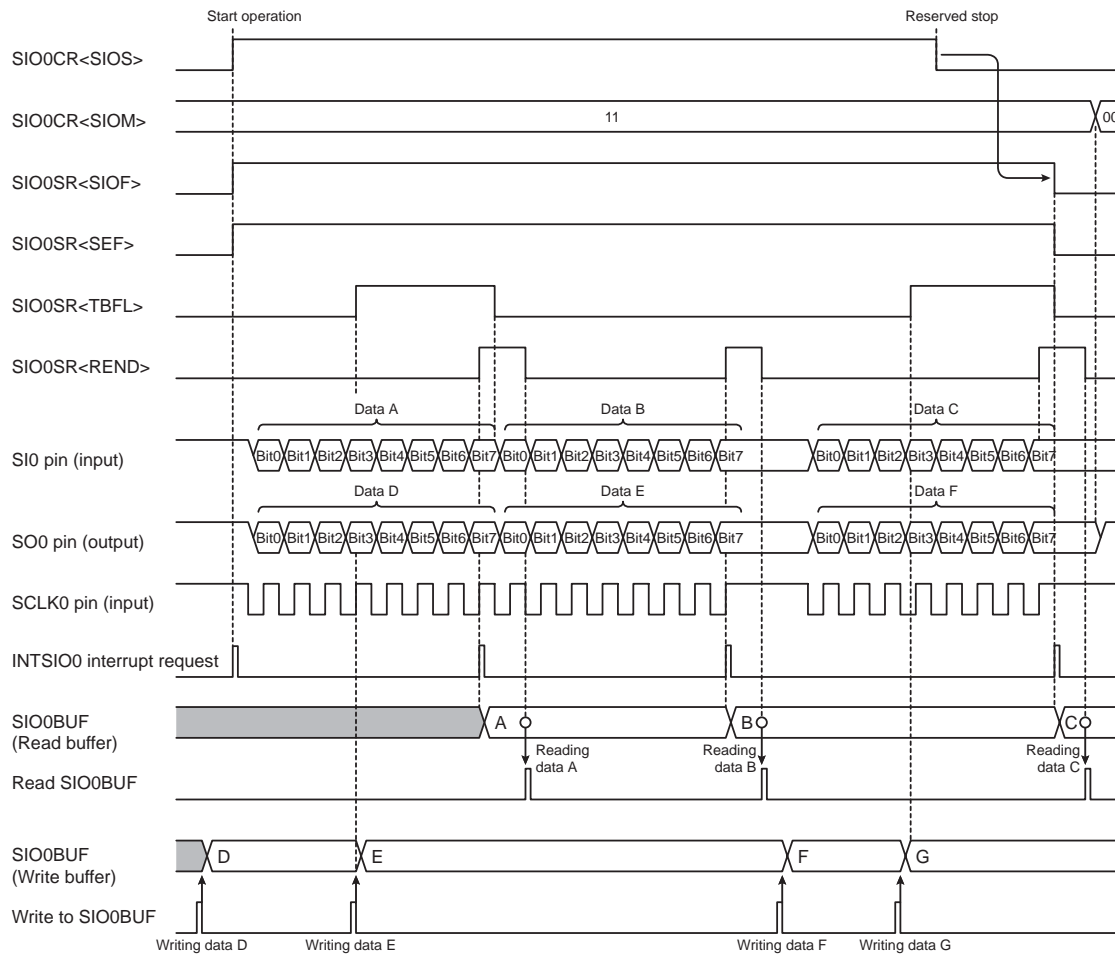 Start operation
Reserved stop
SIO0CR<SIOS>
SIO0CR<SIOM>
11
00
SIO0SR<SIOF>
SIO0SR<SEF>
SIO0SR<TBFL>
SIO0SR<REND>
Data A
Data B
Data C
SI0 pin (input)
Bit0 Bit1 Bit2 Bit3 Bit4 Bit5 Bit6 Bit7 Bit0 Bit1 Bit2 Bit3 Bit4 Bit5 Bit6 Bit7 Bit0 Bit1 Bit2 Bit3 Bit4 Bit5 Bit6 Bit7
Data D
Data E
Data F
SO0 pin (output)
Bit0 Bit1 Bit2 Bit3 Bit4 Bit5 Bit6 Bit7 Bit0 Bit1 Bit2 Bit3 Bit4 Bit5 Bit6 Bit7 Bit0 Bit1 Bit2 Bit3 Bit4 Bit5 Bit6 Bit7
SCLK0 pin (input)
INTSIO0 interrupt request
SIO0BUF
(Read buffer)
A
B
C
Reading
data A
Reading
data B
Reading
data C
Read SIO0BUF
SIO0BUF
(Write buffer)
D
E
F
G
Write to SIO0BUF
Writing data D
Writing data E
Writing data F
Writing data G